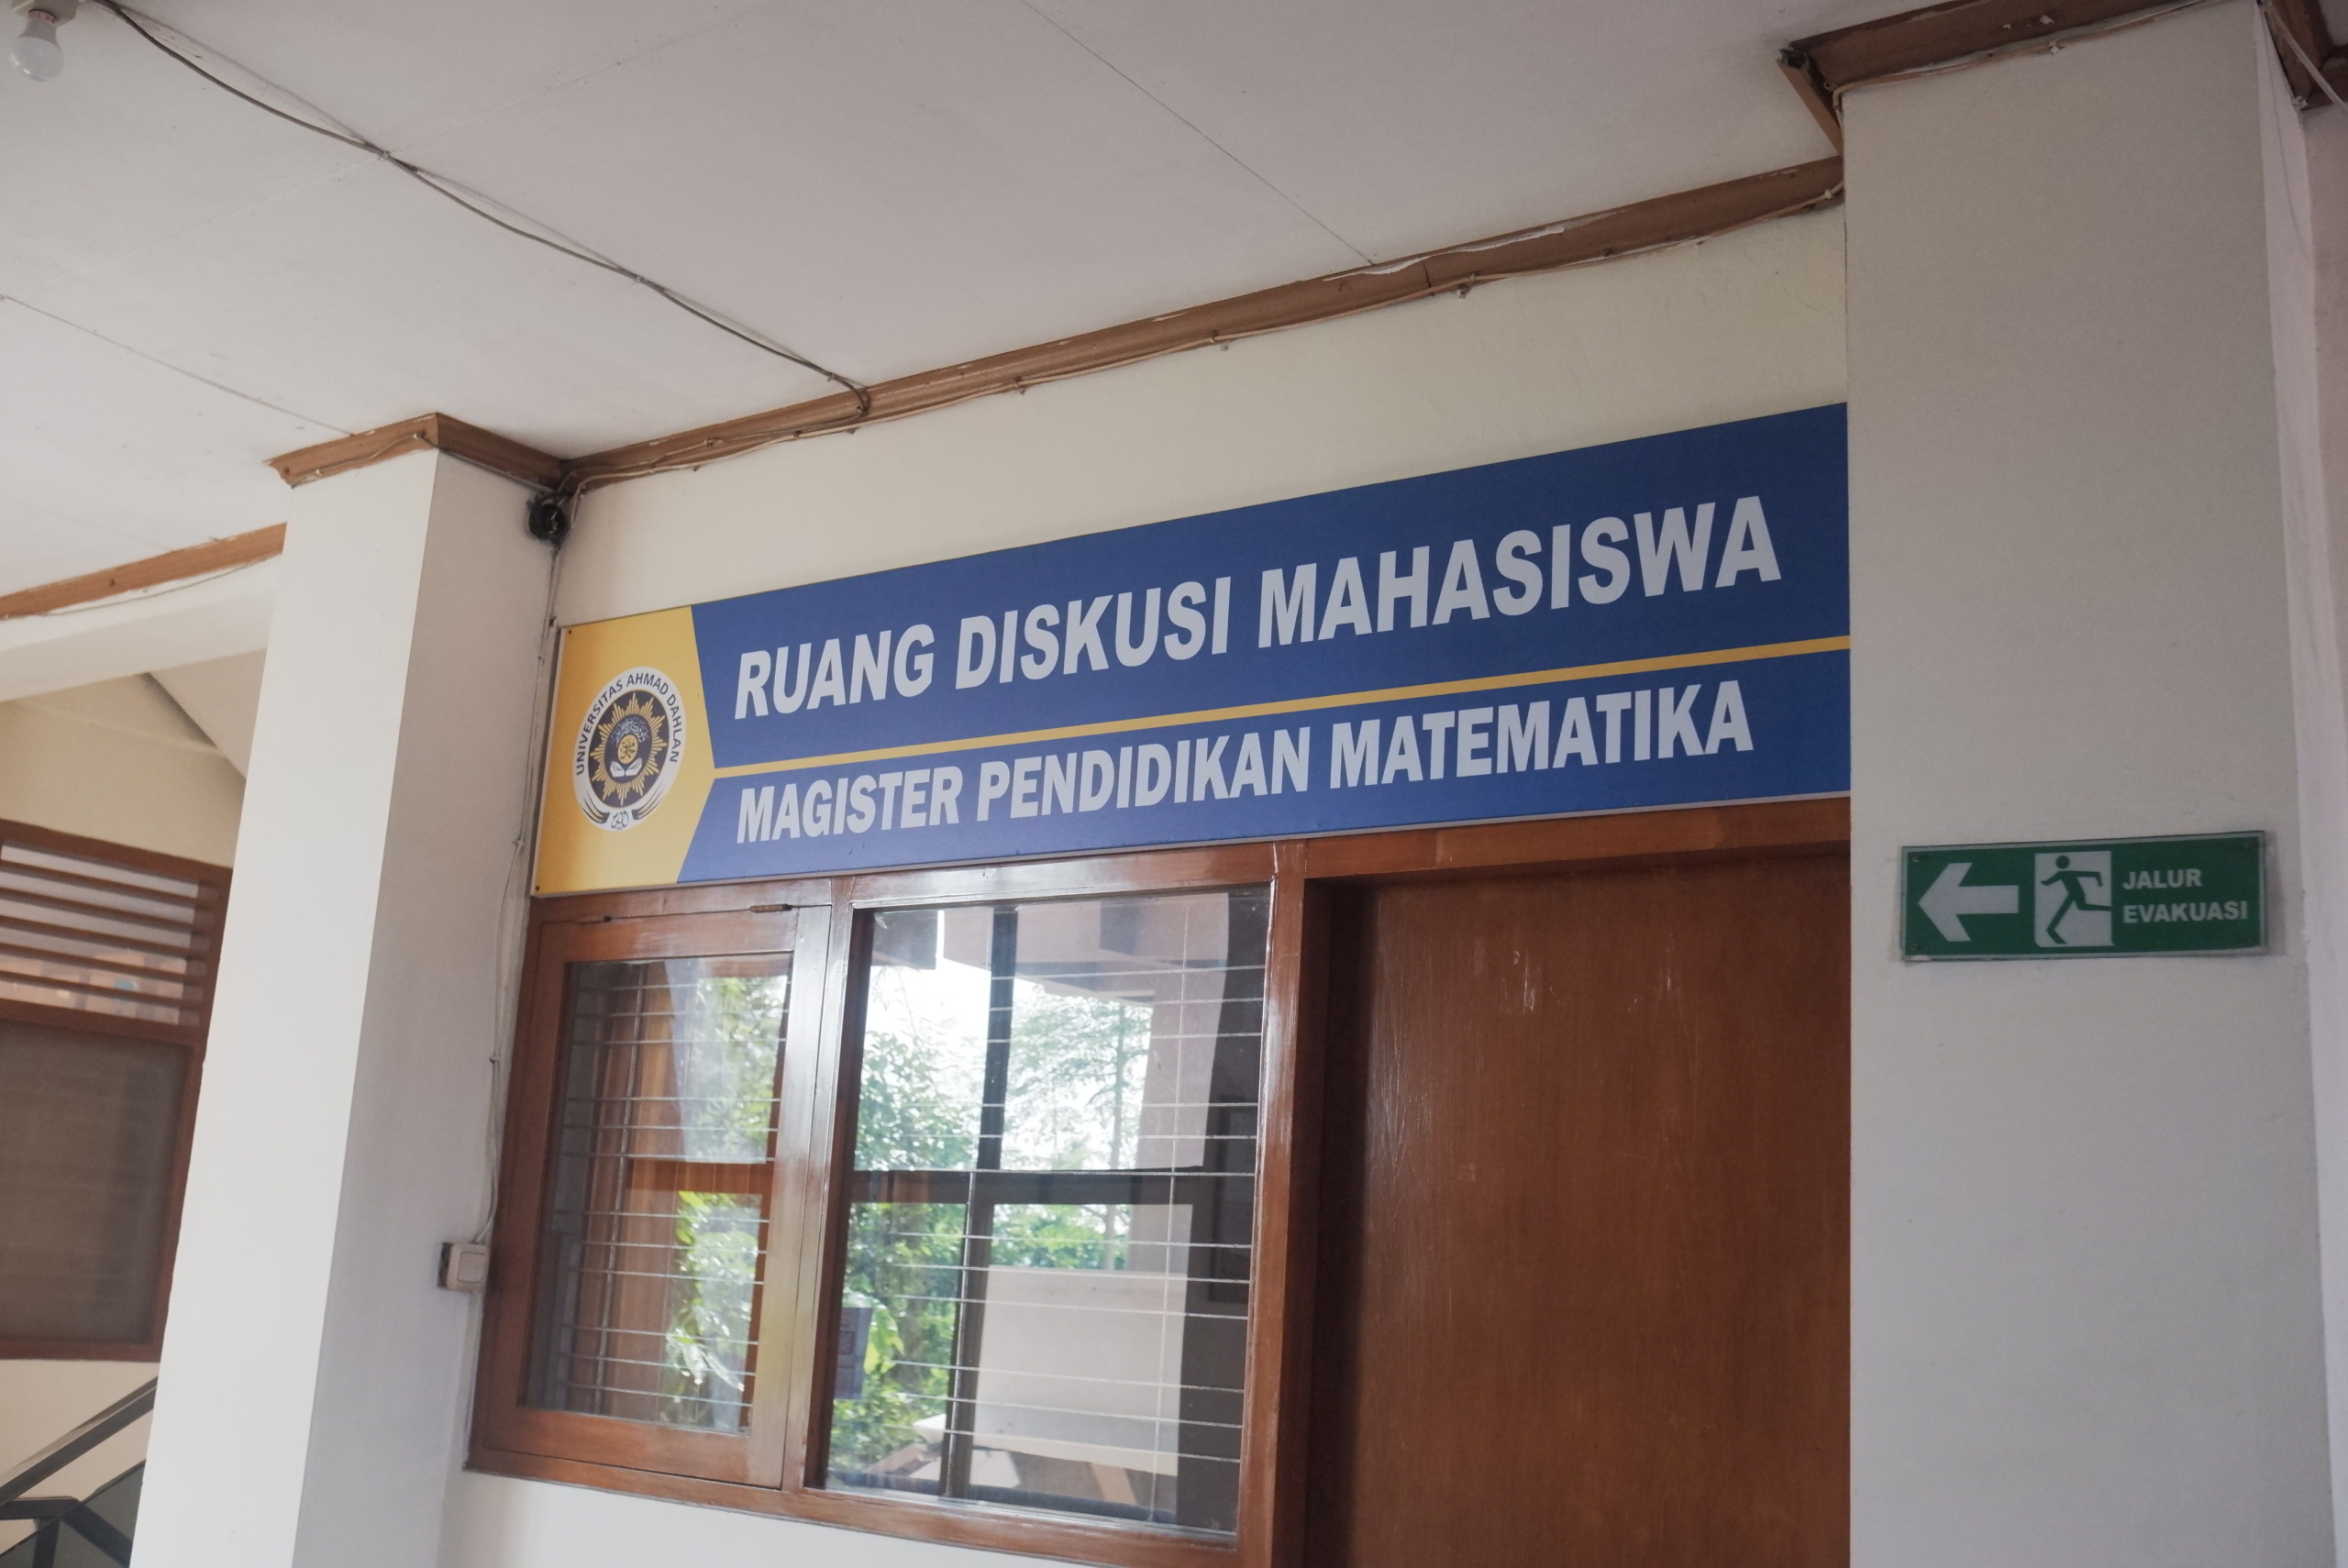 RUANG DISKUSI MAHASISWA
MAGISTER PENDIDIKAN MATEMATIKA
UNIVERSITAS AHMAD DAHLAN
JALUR
EVAKUASI